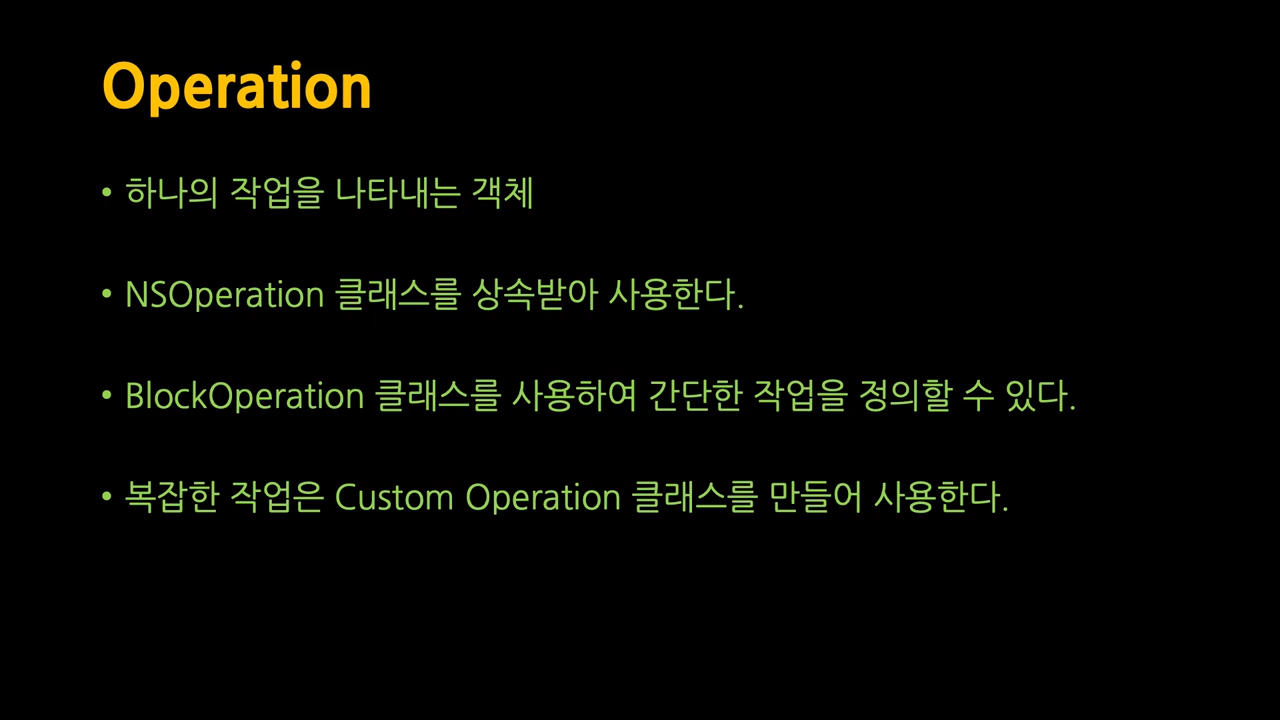 Operation
• 하나의 작업을 나타내는 객체
• NSOperation 클래스를 상속받아 사용한다.
• BlockOperation 클래스를 사용하여 간단한 작업을 정의할 수 있다.
• 복잡한 작업은 Custom Operation 클래스를 만들어 사용한다.